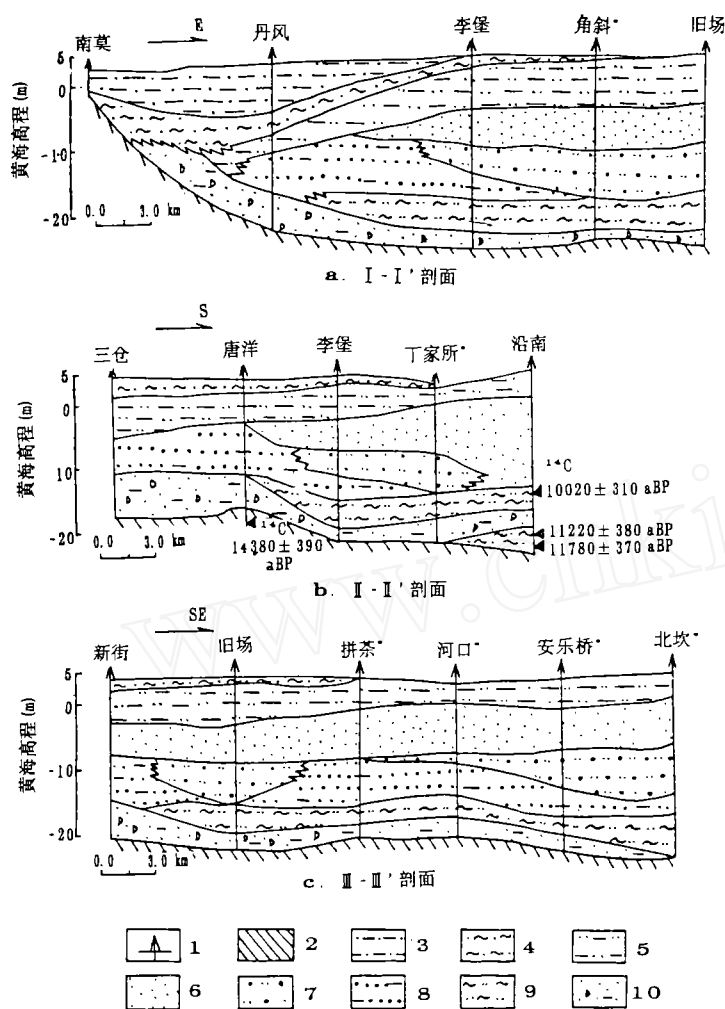 E
南莫 丹风 李堡 角斜° 旧场
5
0
-10
-20
黄海高程(m)
0.0 3.0 km
a. Ⅰ-Ⅰ'剖面
S
三仓 唐洋 李堡 丁家所° 沿南
5
0
10
-20
黄海高程(m)
¹⁴C
10020±310 aBP
11220±380 aBP
11780±370 aBP
¹⁴C
14380±390
aBP
0.0 3.0 km
b. Ⅱ-Ⅱ'剖面
SE
新街 旧场 拼茶° 河口° 安乐桥° 北坎°
5
0
-10
-20
黄海高程(m)
0.0 3.0 km
c. Ⅲ-Ⅲ'剖面
1 2 3 4 5
6 7 8 9 10
www.cnki